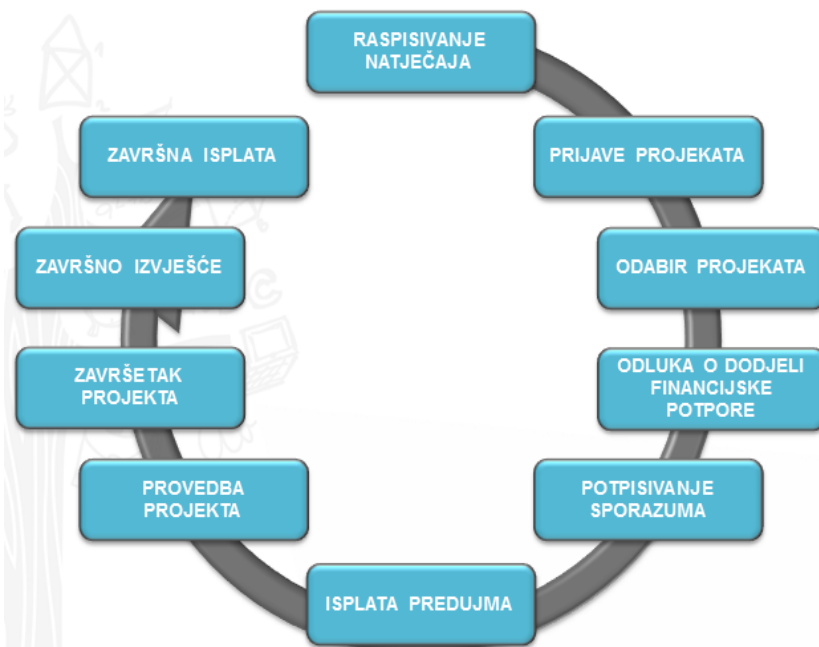 RASPISIVANJE
NATJEČAJA
PRIJAVE PROJEKATA
ODABIR PROJEKATA
ODLUKA O DODJELI
FINANCIJSKE
POTPORE
POTPISIVANJE
SPORAZUMA
ISPLATA PREDUJMA
PROVEDBA
PROJEKTA
ZAVRŠETAK
PROJEKTA
ZAVRŠNO IZVJEŠĆE
ZAVRŠNA ISPLATA